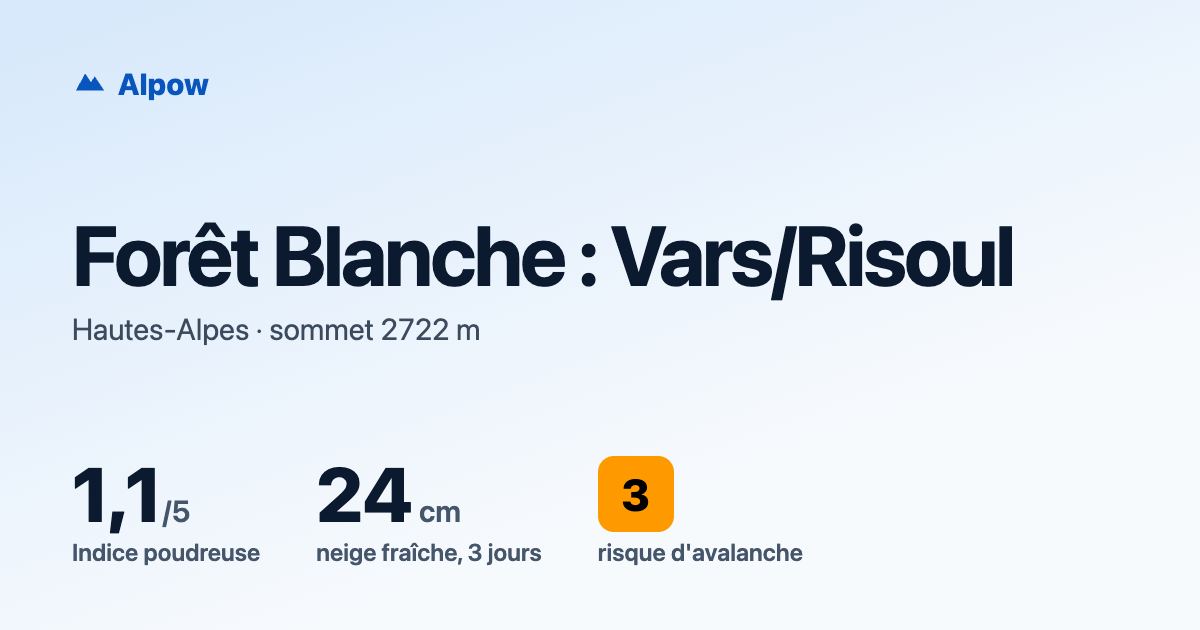 Alpow
Forêt Blanche : Vars/Risoul
Hautes-Alpes · sommet 2722 m
1,1/5
Indice poudreuse
24 cm
neige fraîche, 3 jours
3
risque d'avalanche